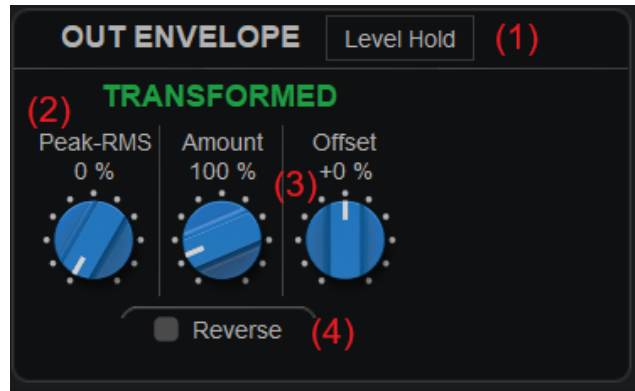 OUT ENVELOPE Level Hold (1)
TRANSFORMED
(2)
Peak-RMS Amount Offset
0 % 100 % (3) +0 %
Reverse (4)